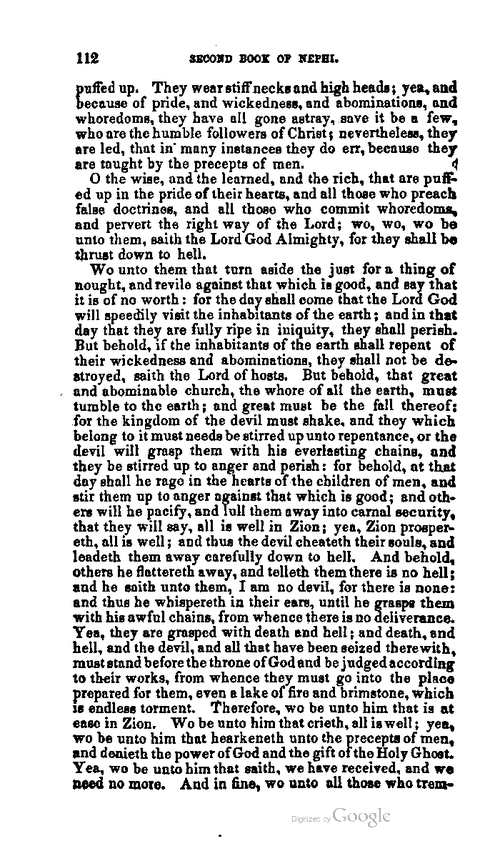 112 SECOND BOOK OF NEPHI.
puffed up. They wear stiff necks and high heads; yea, and
because of pride, and wickedness, and abominations, and
whoredoms, they have all gone astray, save it be a few,
who are the humble followers of Christ; nevertheless, they
are led, that in many instances they do err, because they
are taught by the precepts of men.
O the wise, and the learned, and the rich, that are puff-
ed up in the pride of their hearts, and all those who preach
false doctrines, and all those who commit whoredoms,
and pervert the right way of the Lord; wo, wo, wo be
unto them, saith the Lord God Almighty, for they shall be
thrust down to hell.
Wo unto them that turn aside the just for a thing of
nought, and revile against that which is good, and say that
it is of no worth: for the day shall come that the Lord God
will speedily visit the inhabitants of the earth; and in that
day that they are fully ripe in iniquity, they shall perish.
But behold, if the inhabitants of the earth shall repent of
their wickedness and abominations, they shall not be de-
stroyed, saith the Lord of hosts. But behold, that great
and abominable church, the whore of all the earth, must
tumble to the earth; and great must be the fall thereof:
for the kingdom of the devil must shake, and they which
belong to it must needs be stirred up unto repentance, or the
devil will grasp them with his everlasting chains, and
they be stirred up to anger and perish: for behold, at that
day shall he rage in the hearts of the children of men, and
stir them up to anger against that which is good; and oth-
ers will he pacify, and lull them away into carnal security,
that they will say, all is well in Zion; yea, Zion prosper-
eth, all is well; and thus the devil cheateth their souls, and
leadeth them away carefully down to hell. And behold,
others he flattereth away, and telleth them there is no hell;
and he saith unto them, I am no devil, for there is none:
and thus he whispereth in their ears, until he grasps them
with his awful chains, from whence there is no deliverance.
Yea, they are grasped with death and hell; and death, and
hell, and the devil, and all that have been seized therewith,
must stand before the throne of God and be judged according
to their works, from whence they must go into the place
prepared for them, even a lake of fire and brimstone, which
is endless torment. Therefore, wo be unto him that is at
ease in Zion. Wo be unto him that crieth, all is well; yea,
wo be unto him that hearkeneth unto the precepts of men,
and denieth the power of God and the gift of the Holy Ghost.
Yea, wo be unto him that saith, we have received, and we
need no more. And in fine, wo unto all those who trem-
Digitized by Google